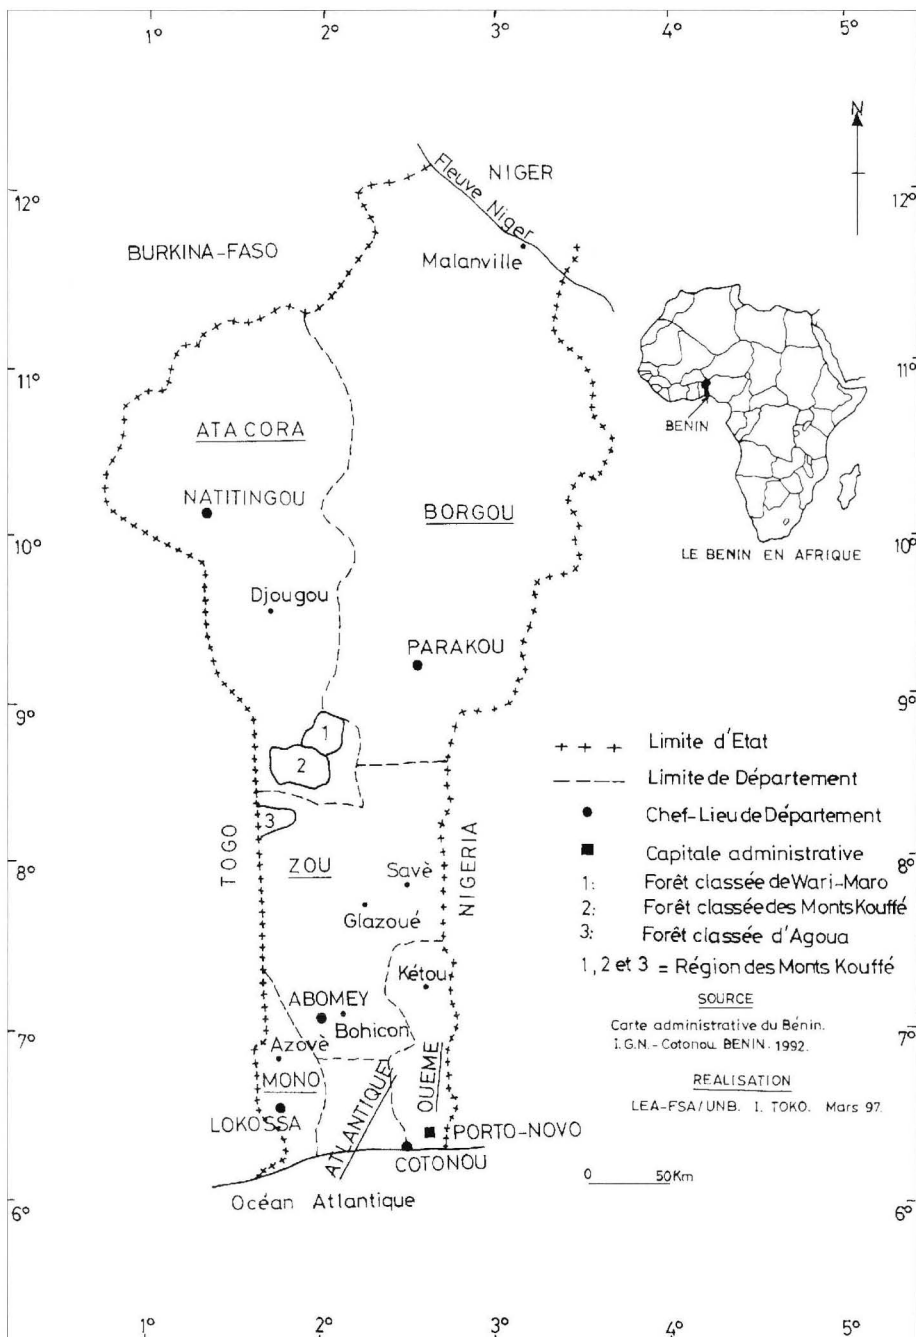 1° 2° 3° 4° 5°
N
NIGER
Fleuve Niger
12° 12°
BURKINA-FASO
Malanville
11° 11°
BENIN
ATACORA
NATITINGOU
BORGOU
10° 10°
LE BENIN EN AFRIQUE
Djougou
PARAKOU
9° 9°
1
2
3
+ + + + Limite d'Etat
Limite de Département
Chef-Lieu de Département
Capitale administrative
1: Forêt classée de Wari-Maro
2: Forêt classée des Monts Kouffé
3: Forêt classée d'Agoua
1, 2 et 3 = Région des Monts Kouffé
TOGO
NIGERIA
8° 8°
ZOU
Savè
Glazoué
Kétou
SOURCE
Carte administrative du Bénin.
I.G.N.-Cotonou BENIN. 1992.
ABOMEY
Bohicon
7° 7°
Azovè
MONO
ATLANTIQUE
OUEME
REALISATION
LEA-FSA/UNB. I. TOKO. Mars 97.
LOKOSSA
PORTO-NOVO
COTONOU
0 50Km
Océan Atlantique
6° 6°
1° 2° 3° 4° 5°